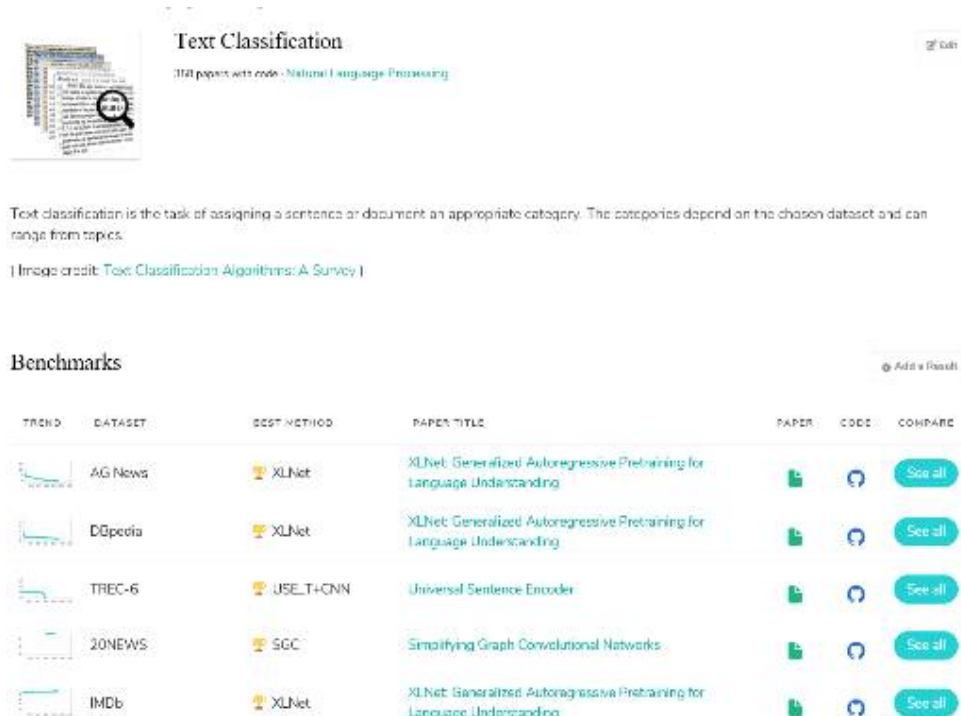 Text Classification
Edit
358 papers with code · Natural Language Processing
Text classification is the task of assigning a sentence or document an appropriate category. The categories depend on the chosen dataset and can
range from topics.
( Image credit: Text Classification Algorithms: A Survey )
Benchmarks
Add a Result
TREND DATASET BEST METHOD PAPER TITLE PAPER CODE COMPARE
AG News XLNet XLNet: Generalized Autoregressive Pretraining for
Language Understanding See all
DBpedia XLNet XLNet: Generalized Autoregressive Pretraining for
Language Understanding See all
TREC-6 USE_T+CNN Universal Sentence Encoder See all
20NEWS SGC Simplifying Graph Convolutional Networks See all
IMDb XLNet XLNet: Generalized Autoregressive Pretraining for
Language Understanding See all